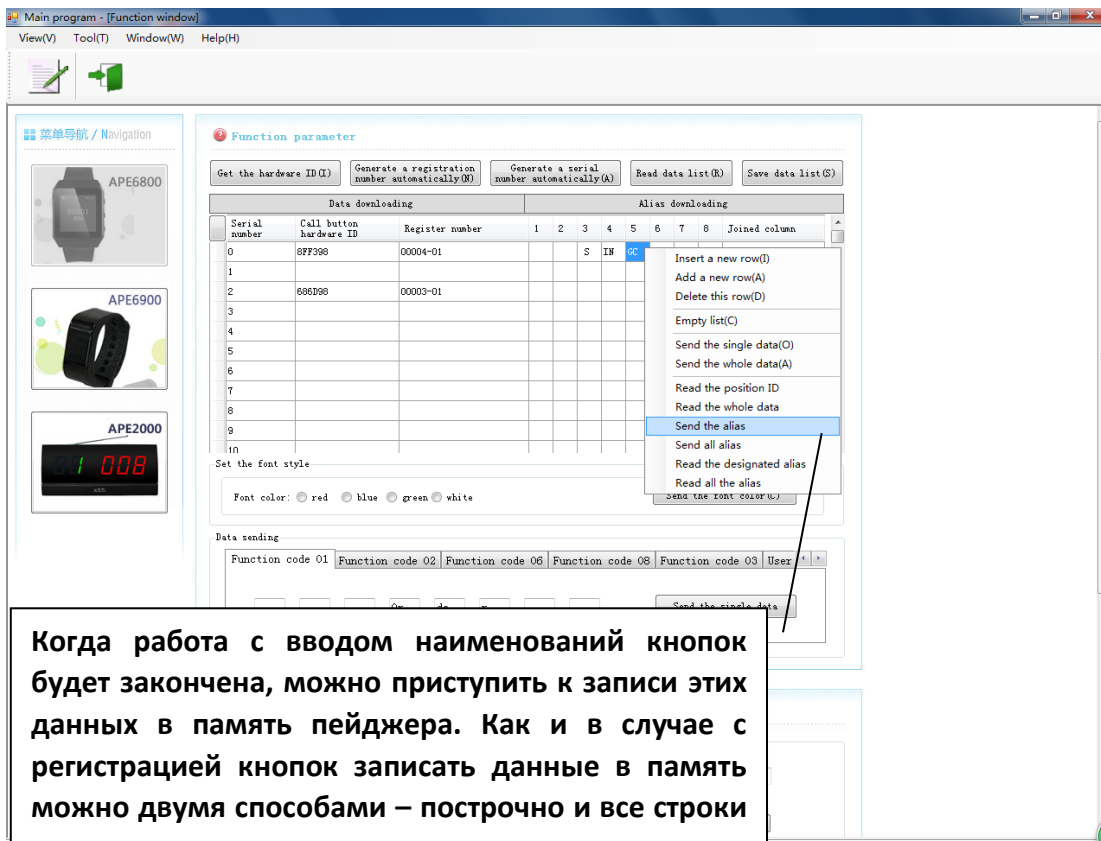 Main program - [Function window]
View(V) Tool(T) Window(W) Help(H)
菜单导航 / Navigation
APE6800
APE6900
APE2000
1 008
Function parameter
Get the hardware ID(I)
Generate a registration
number automatically(N)
Generate a serial
number automatically(A)
Read data list(R)
Save data list(S)
Data downloading
Alias downloading
Serial
number
Call button
hardware ID
Register number
1 2 3 4 5 6 7 8 Joined column
0 8FF398 00004-01 S IN GC
1
2 686D98 00003-01
3
4
5
6
7
8
9
10
Insert a new row(I)
Add a new row(A)
Delete this row(D)
Empty list(C)
Send the single data(O)
Send the whole data(A)
Read the position ID
Read the whole data
Send the alias
Send all alias
Read the designated alias
Read all the alias
Set the font style
Font color: red blue green white
Send the font color(C)
Data sending
Function code 01 Function code 02 Function code 06 Function code 08 Function code 03 User
Send the single data
Когда работа с вводом наименований кнопок
будет закончена, можно приступить к записи этих
данных в память пейджера. Как и в случае с
регистрацией кнопок записать данные в память
можно двумя способами – построчно и все строки